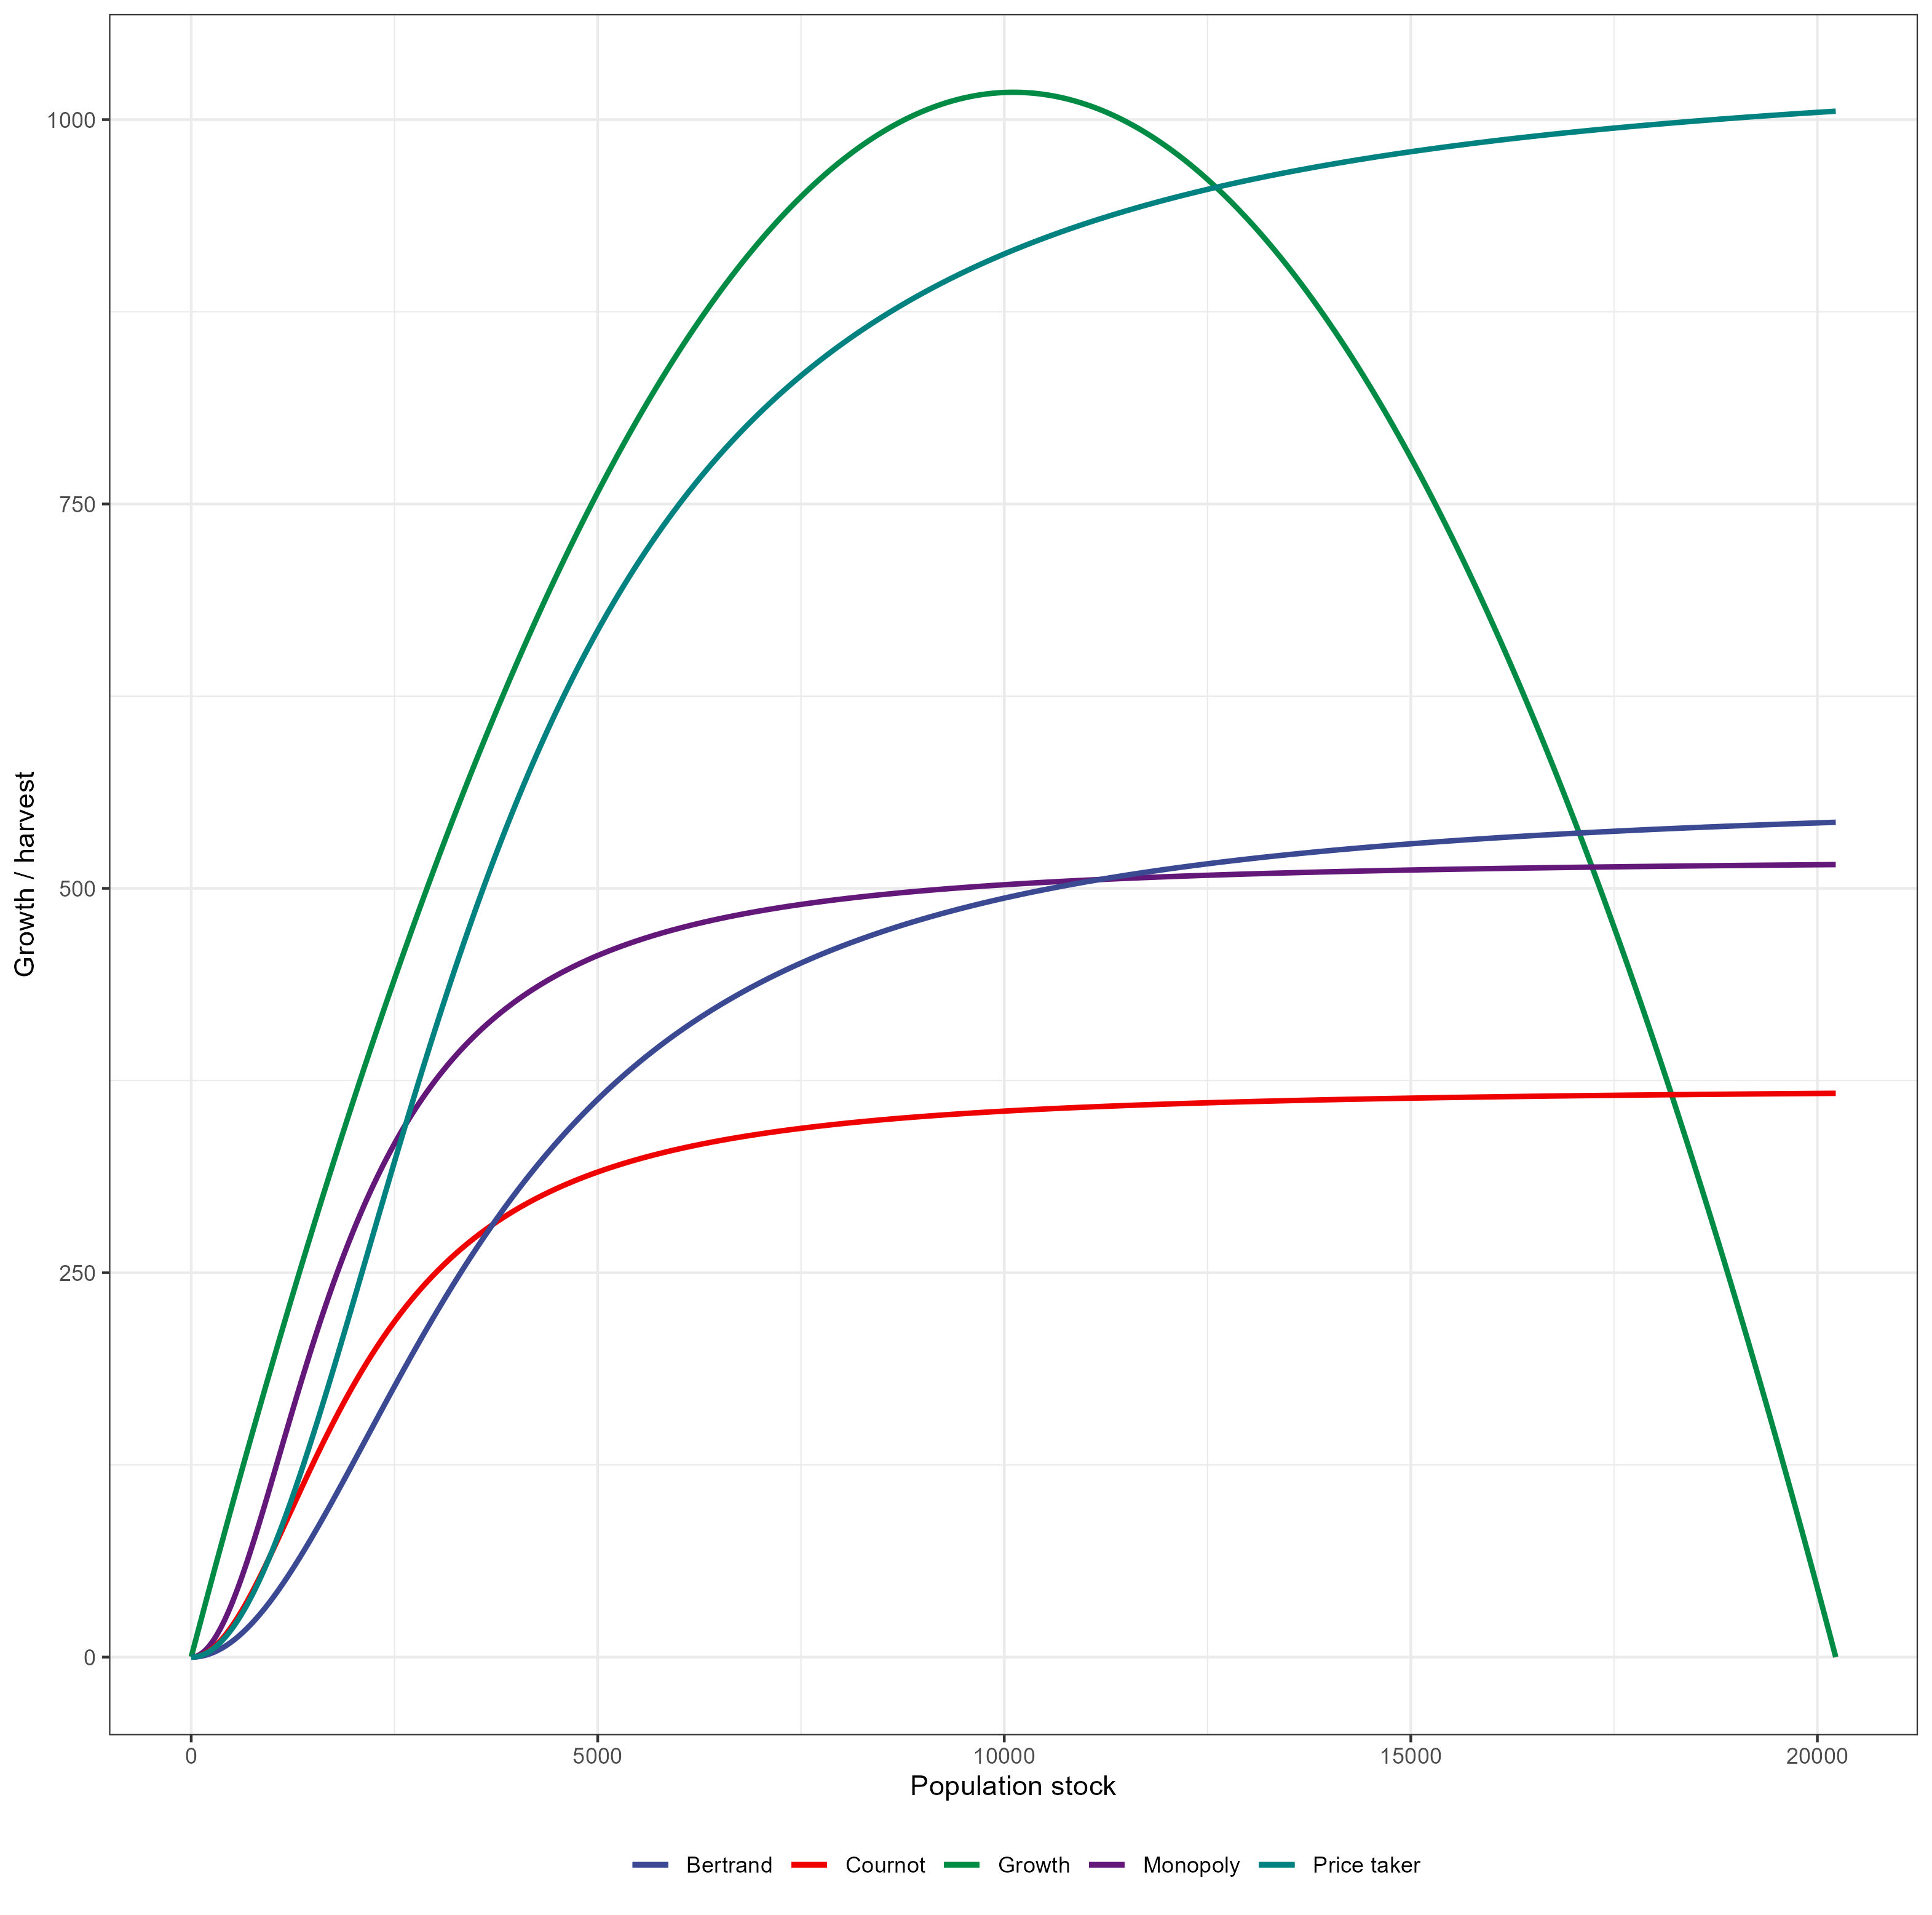 Growth / harvest
1000
750
500
250
0
0 5000 10000 15000 20000
Population stock
Bertrand Cournot Growth Monopoly Price taker